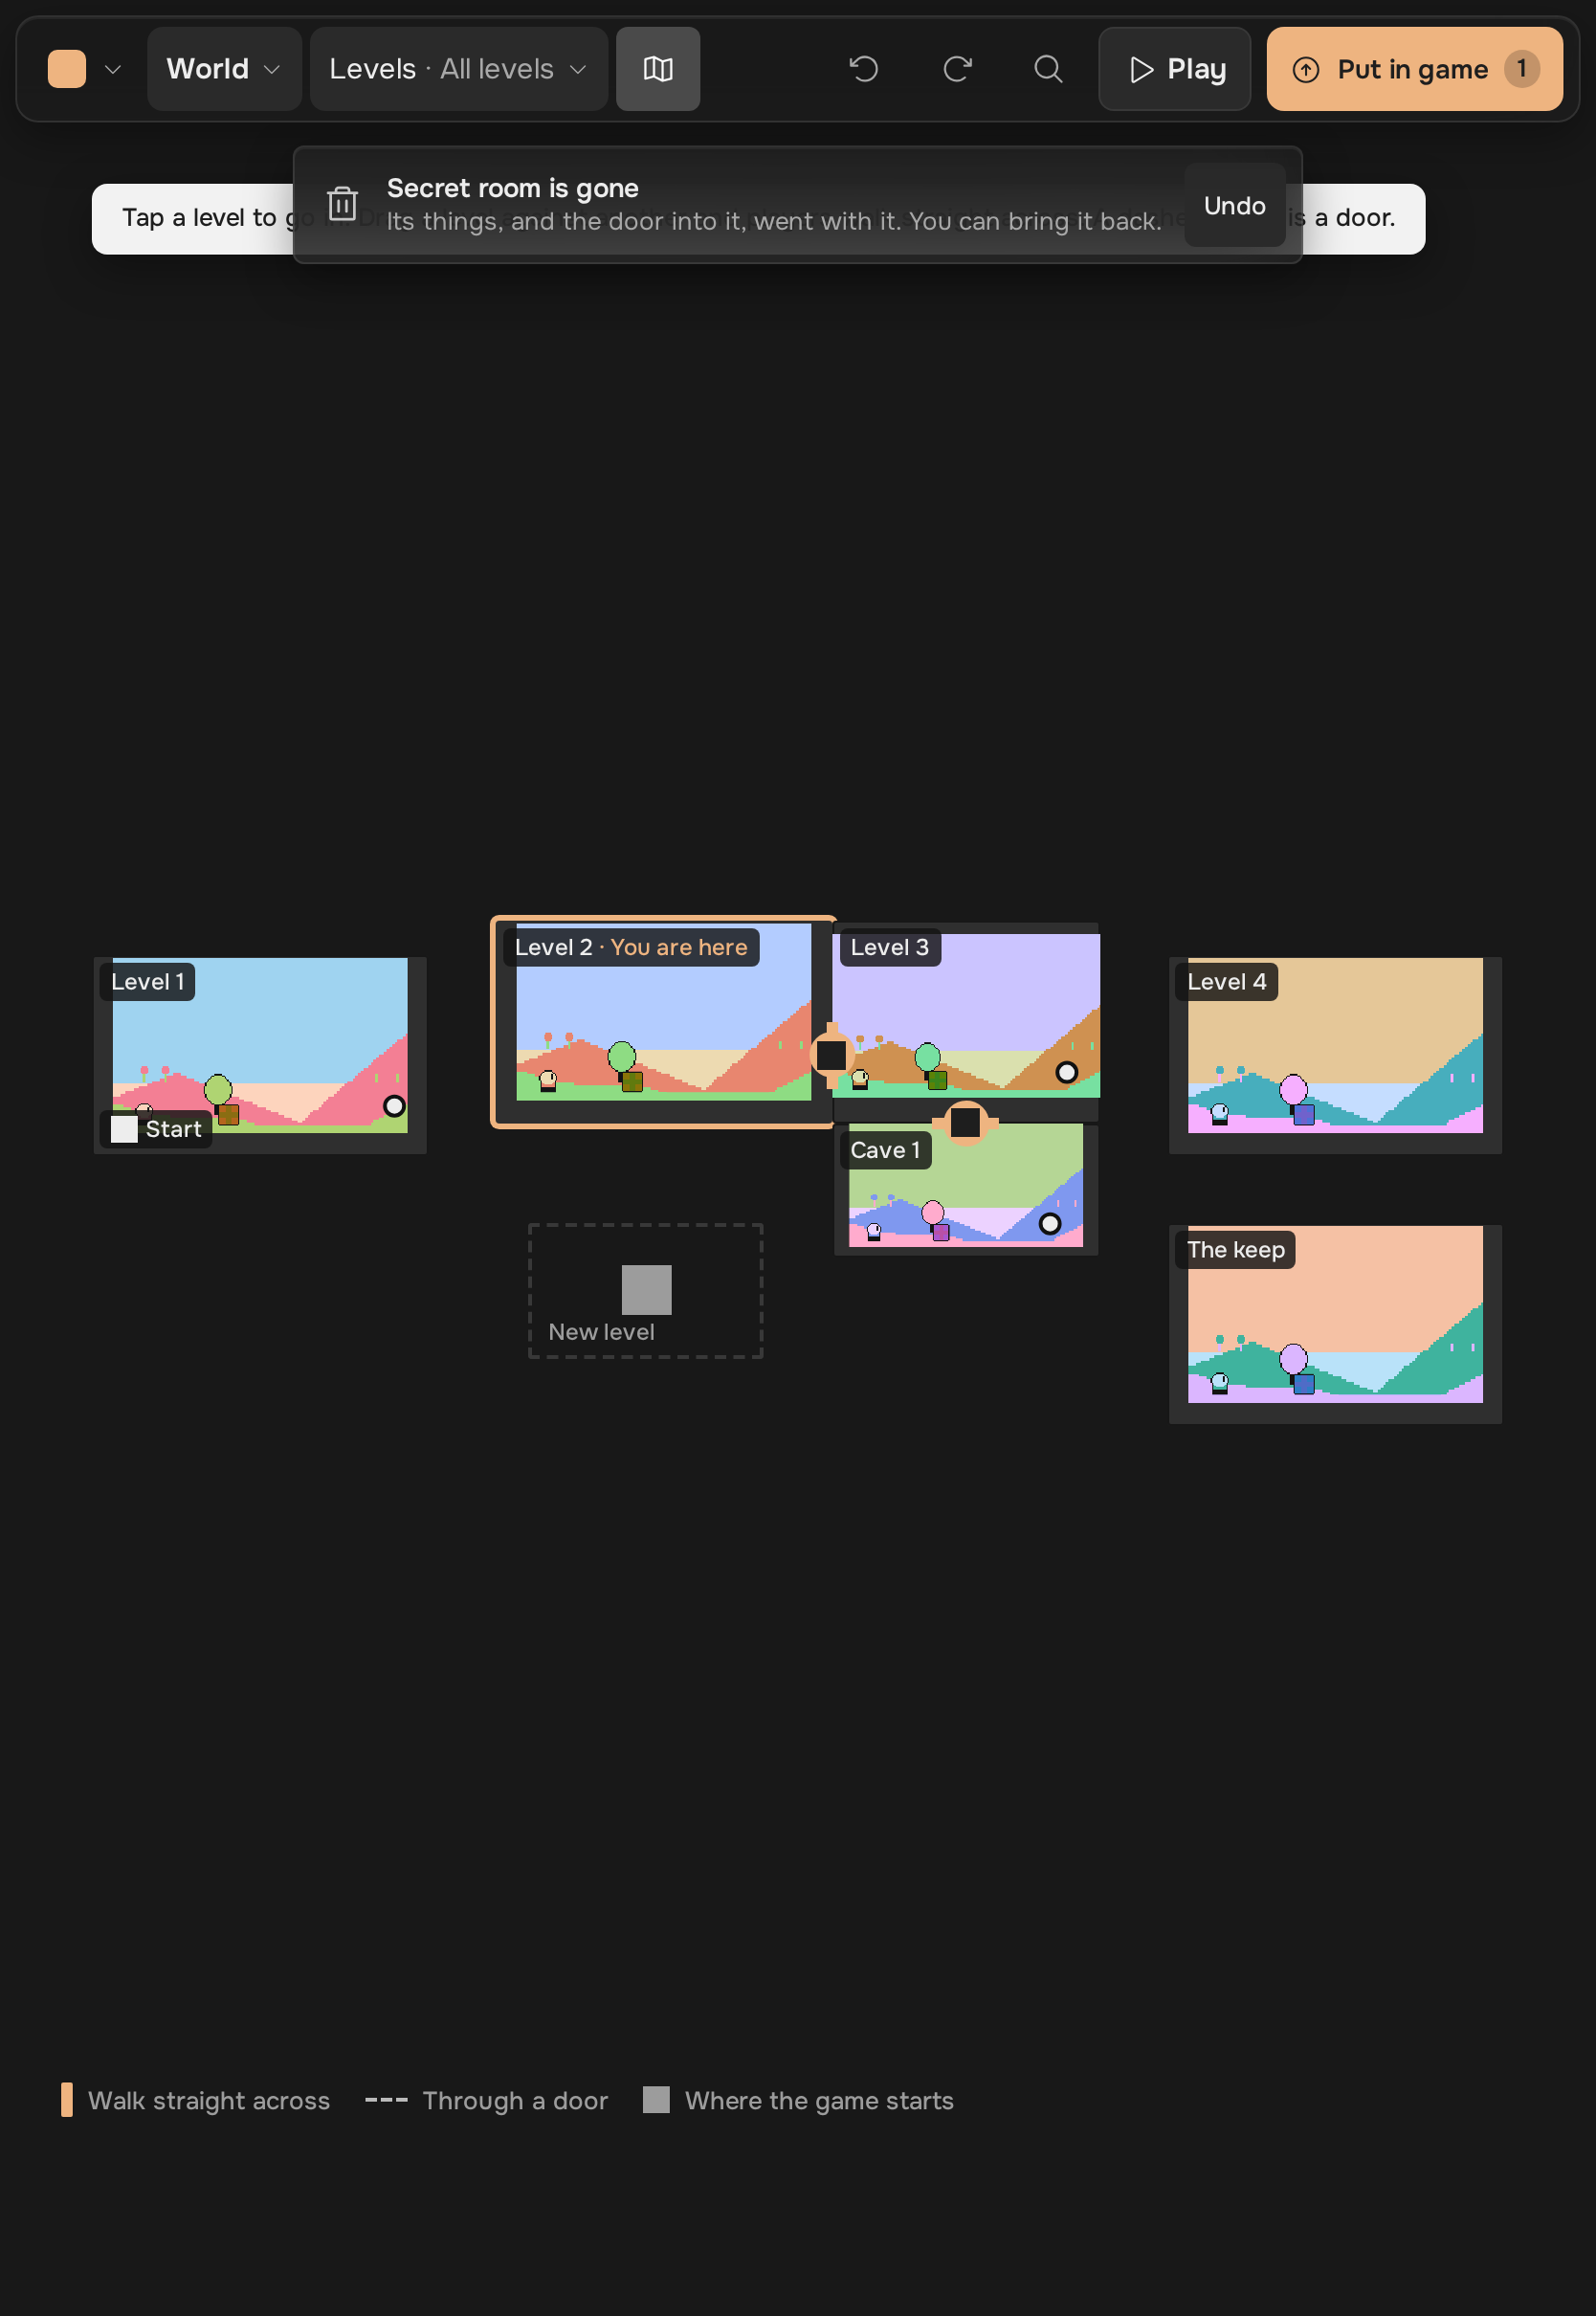 World
Levels · All levels
Play
Put in game 1
Secret room is gone
Its things, and the door into it, went with it. You can bring it back.
Undo
Tap a level to go in.
is a door.
Level 1
Start
Level 2 · You are here
Level 3
Level 4
Cave 1
The keep
New level
Walk straight across
Through a door
Where the game starts